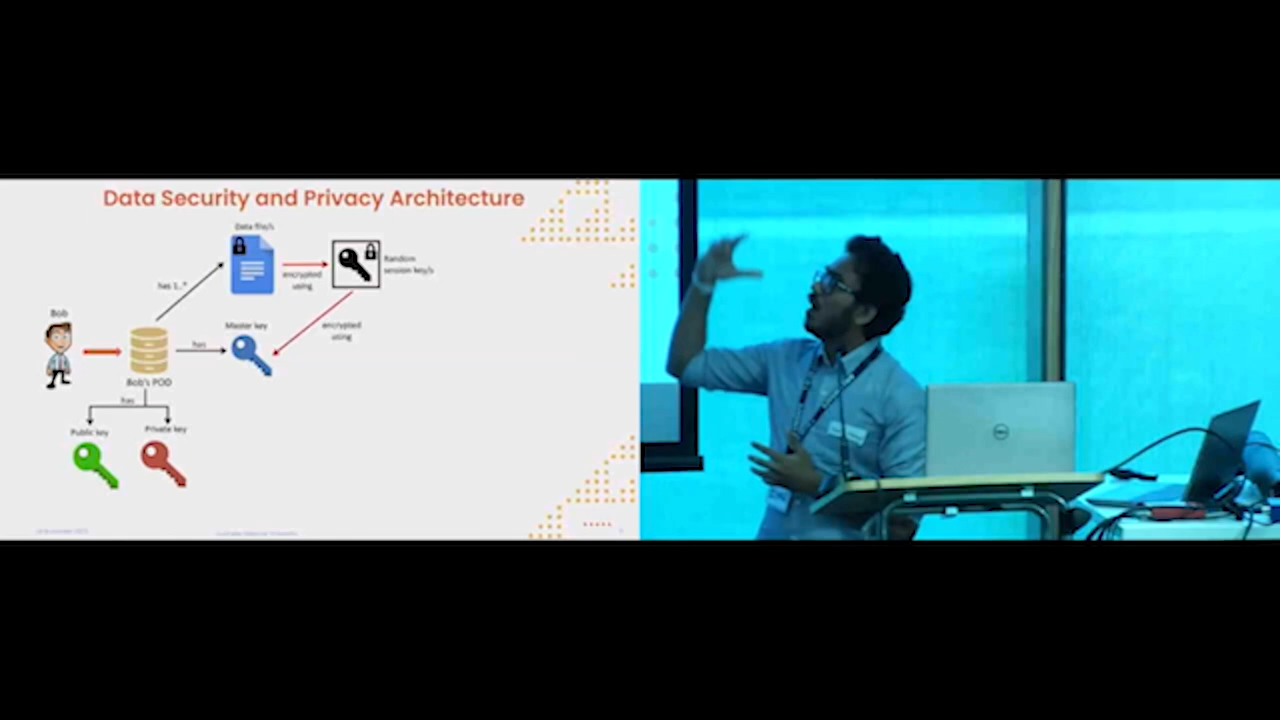 Data Security and Privacy Architecture
Data file/s
Random
session key/s
encrypted
using
has 1..*
Bob
Master key
encrypted
using
has
Bob's POD
has
Public key
Private key
DELL